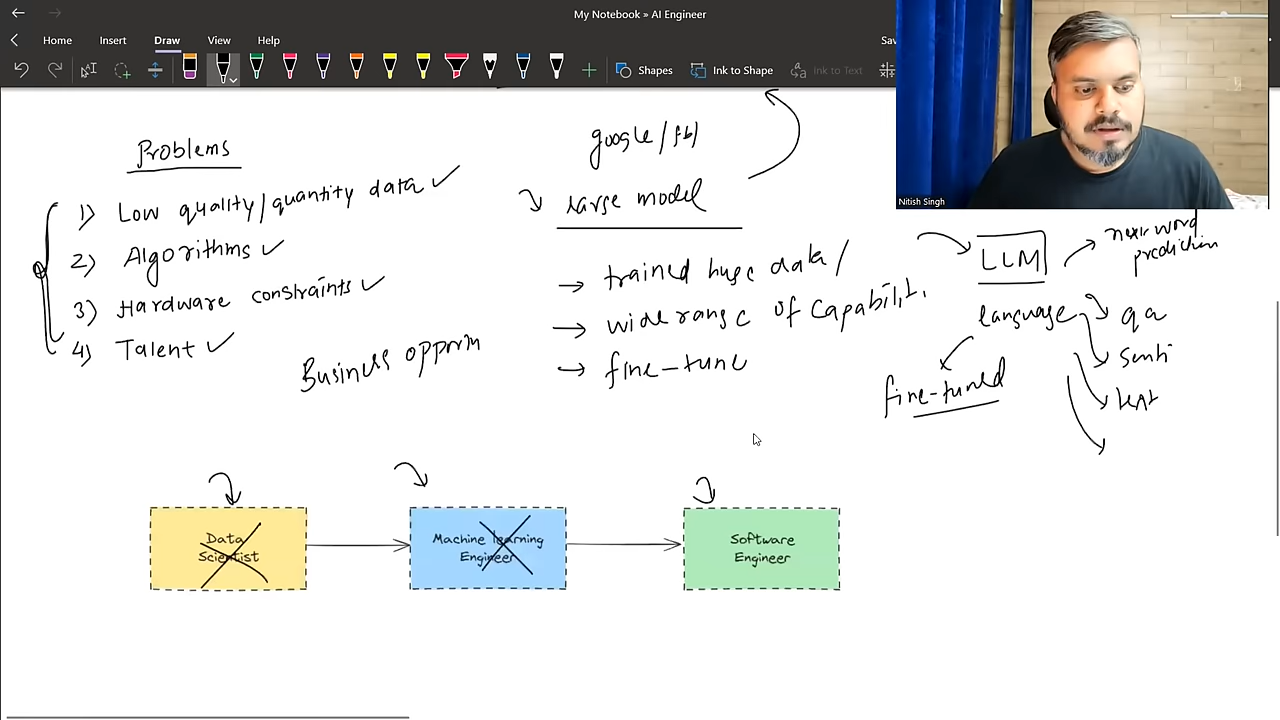 My Notebook » AI Engineer
Home Insert Draw View Help
Shapes Ink to Shape Ink to Text
Nitish Singh
Problems
1) Low quality/quantity data ✓
2) Algorithms ✓
3) Hardware constraints ✓
4) Talent ✓
Business opporn
google/fb/
large model
→ trained huge data/
→ wide range of capabilit.
→ fine-tune
LLM
next word
prediction
language
fine-tuned
qa
senti
text
Data
Scientist
Machine learning
Engineer
Software
Engineer